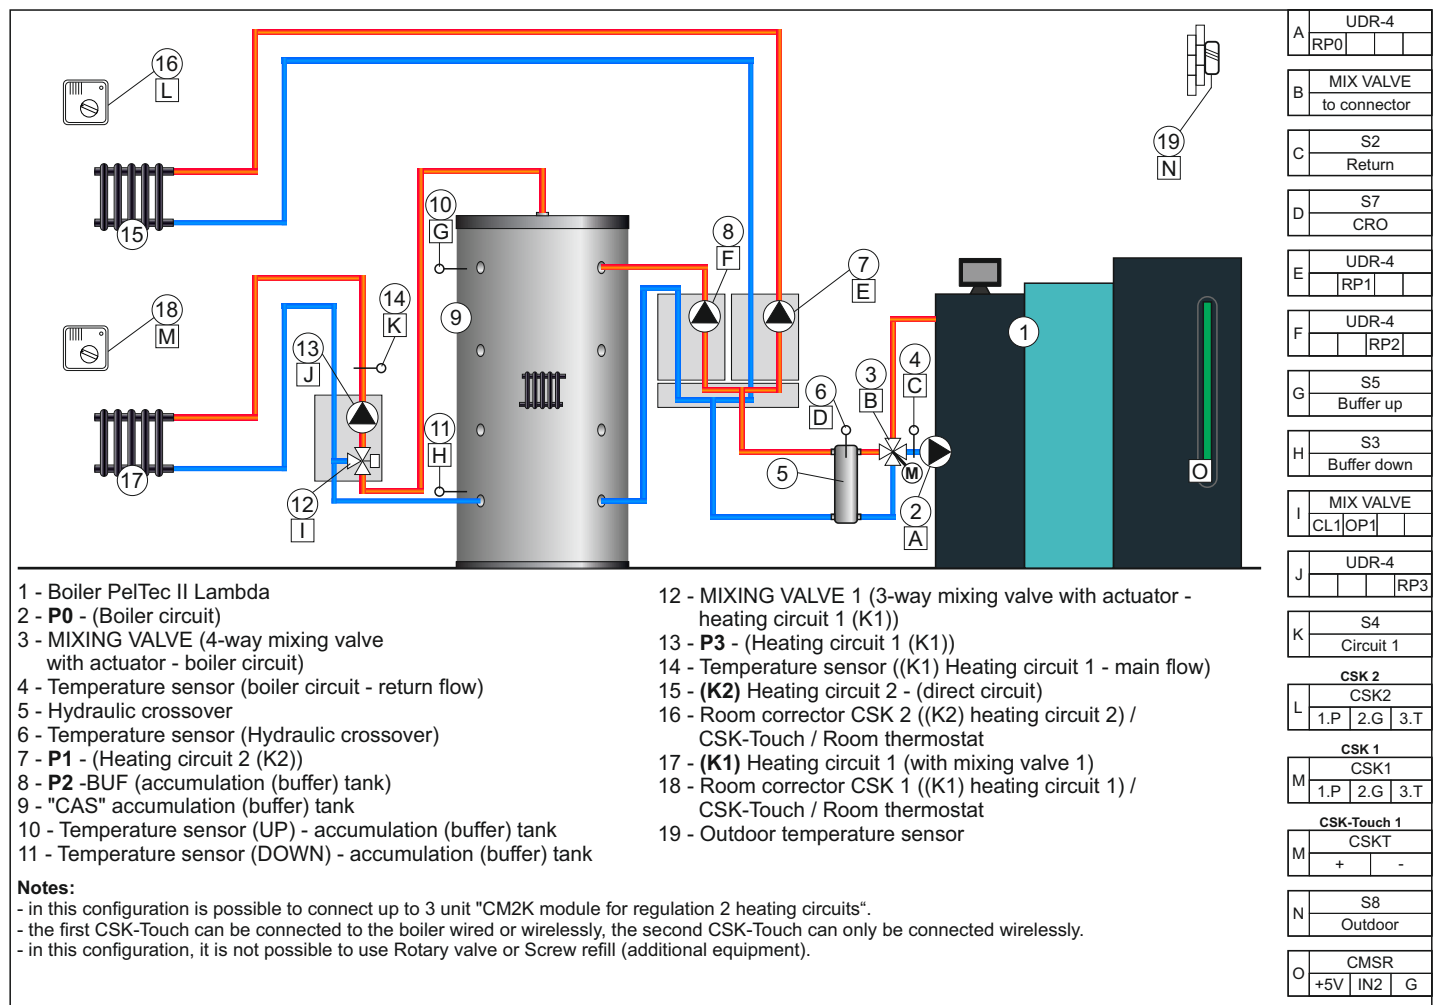 16
L
15
18
M
17
14
K
13
J
12
I
10
G
11
H
9
8
F
7
E
6
D
5
3
B
4
C
M
2
A
1
O
19
N
1 - Boiler PelTec II Lambda
2 - P0 - (Boiler circuit)
3 - MIXING VALVE (4-way mixing valve
with actuator - boiler circuit)
4 - Temperature sensor (boiler circuit - return flow)
5 - Hydraulic crossover
6 - Temperature sensor (Hydraulic crossover)
7 - P1 - (Heating circuit 2 (K2))
8 - P2 -BUF (accumulation (buffer) tank)
9 - "CAS" accumulation (buffer) tank
10 - Temperature sensor (UP) - accumulation (buffer) tank
11 - Temperature sensor (DOWN) - accumulation (buffer) tank
12 - MIXING VALVE 1 (3-way mixing valve with actuator -
heating circuit 1 (K1))
13 - P3 - (Heating circuit 1 (K1))
14 - Temperature sensor ((K1) Heating circuit 1 - main flow)
15 - (K2) Heating circuit 2 - (direct circuit)
16 - Room corrector CSK 2 ((K2) heating circuit 2) /
CSK-Touch / Room thermostat
17 - (K1) Heating circuit 1 (with mixing valve 1)
18 - Room corrector CSK 1 ((K1) heating circuit 1) /
CSK-Touch / Room thermostat
19 - Outdoor temperature sensor
Notes:
- in this configuration is possible to connect up to 3 unit "CM2K module for regulation 2 heating circuits“.
- the first CSK-Touch can be connected to the boiler wired or wirelessly, the second CSK-Touch can only be connected wirelessly.
- in this configuration, it is not possible to use Rotary valve or Screw refill (additional equipment).
A UDR-4
RP0
B MIX VALVE
to connector
C S2
Return
D S7
CRO
E UDR-4
RP1
F UDR-4
RP2
G S5
Buffer up
H S3
Buffer down
I MIX VALVE
CL1 OP1
J UDR-4
RP3
K S4
Circuit 1
CSK 2
L CSK2
1.P 2.G 3.T
CSK 1
M CSK1
1.P 2.G 3.T
CSK-Touch 1
M CSKT
+ -
N S8
Outdoor
O CMSR
+5V IN2 G